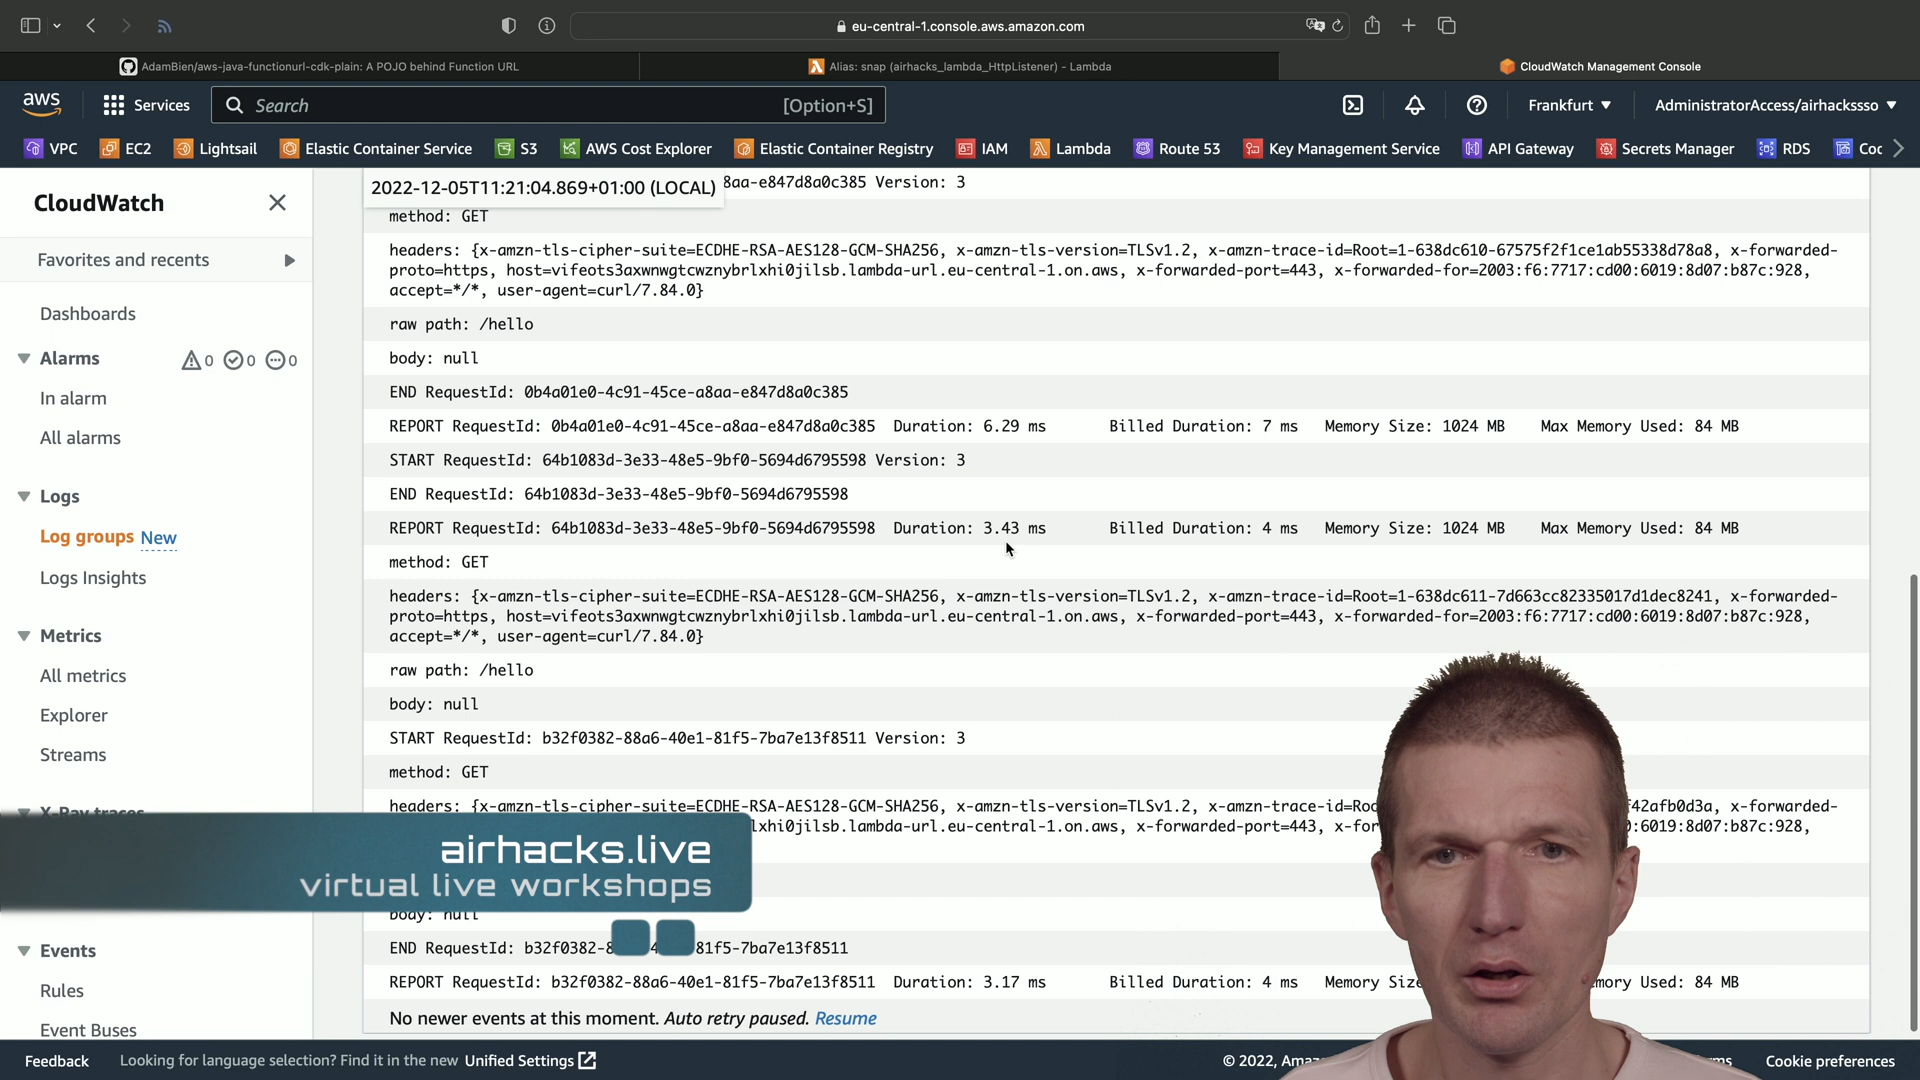 eu-central-1.console.aws.amazon.com
AdamBien/aws-java-functionurl-cdk-plain: A POJO behind Function URL
Alias: snap (airhacks_lambda_HttpListener) - Lambda
CloudWatch Management Console
aws
Services
Search
[Option+S]
Frankfurt
AdministratorAccess/airhackssso
VPC
EC2
Lightsail
Elastic Container Service
S3
AWS Cost Explorer
Elastic Container Registry
IAM
Lambda
Route 53
Key Management Service
API Gateway
Secrets Manager
RDS
CloudWatch
Favorites and recents
Dashboards
Alarms 0 0 0
In alarm
All alarms
Logs
Log groups New
Logs Insights
Metrics
All metrics
Explorer
Streams
X-Ray traces
Events
Rules
Event Buses
2022-12-05T11:21:04.869+01:00 (LOCAL)
8aa-e847d8a0c385 Version: 3
method: GET
headers: {x-amzn-tls-cipher-suite=ECDHE-RSA-AES128-GCM-SHA256, x-amzn-tls-version=TLSv1.2, x-amzn-trace-id=Root=1-638dc610-67575f2f1ce1ab55338d78a8, x-forwarded-
proto=https, host=vifeots3axwnwgtcwznybrlxhi0jilsb.lambda-url.eu-central-1.on.aws, x-forwarded-port=443, x-forwarded-for=2003:f6:7717:cd00:6019:8d07:b87c:928,
accept=*/*, user-agent=curl/7.84.0}
raw path: /hello
body: null
END RequestId: 0b4a01e0-4c91-45ce-a8aa-e847d8a0c385
REPORT RequestId: 0b4a01e0-4c91-45ce-a8aa-e847d8a0c385 Duration: 6.29 ms Billed Duration: 7 ms Memory Size: 1024 MB Max Memory Used: 84 MB
START RequestId: 64b1083d-3e33-48e5-9bf0-5694d6795598 Version: 3
END RequestId: 64b1083d-3e33-48e5-9bf0-5694d6795598
REPORT RequestId: 64b1083d-3e33-48e5-9bf0-5694d6795598 Duration: 3.43 ms Billed Duration: 4 ms Memory Size: 1024 MB Max Memory Used: 84 MB
method: GET
headers: {x-amzn-tls-cipher-suite=ECDHE-RSA-AES128-GCM-SHA256, x-amzn-tls-version=TLSv1.2, x-amzn-trace-id=Root=1-638dc611-7d663cc82335017d1dec8241, x-forwarded-
proto=https, host=vifeots3axwnwgtcwznybrlxhi0jilsb.lambda-url.eu-central-1.on.aws, x-forwarded-port=443, x-forwarded-for=2003:f6:7717:cd00:6019:8d07:b87c:928,
accept=*/*, user-agent=curl/7.84.0}
raw path: /hello
body: null
START RequestId: b32f0382-88a6-40e1-81f5-7ba7e13f8511 Version: 3
method: GET
headers: {x-amzn-tls-cipher-suite=ECDHE-RSA-AES128-GCM-SHA256, x-amzn-tls-version=TLSv1.2, x-amzn-trace-id=Roo f42afb0d3a, x-forwarded-
lxhi0jilsb.lambda-url.eu-central-1.on.aws, x-forwarded-port=443, x-for :6019:8d07:b87c:928,
body: null
END RequestId: b32f0382-8 4 81f5-7ba7e13f8511
REPORT RequestId: b32f0382-88a6-40e1-81f5-7ba7e13f8511 Duration: 3.17 ms Billed Duration: 4 ms Memory Size mory Used: 84 MB
No newer events at this moment. Auto retry paused. Resume
airhacks.live
virtual live workshops
Feedback
Looking for language selection? Find it in the new Unified Settings
© 2022, Amaz
Cookie preferences